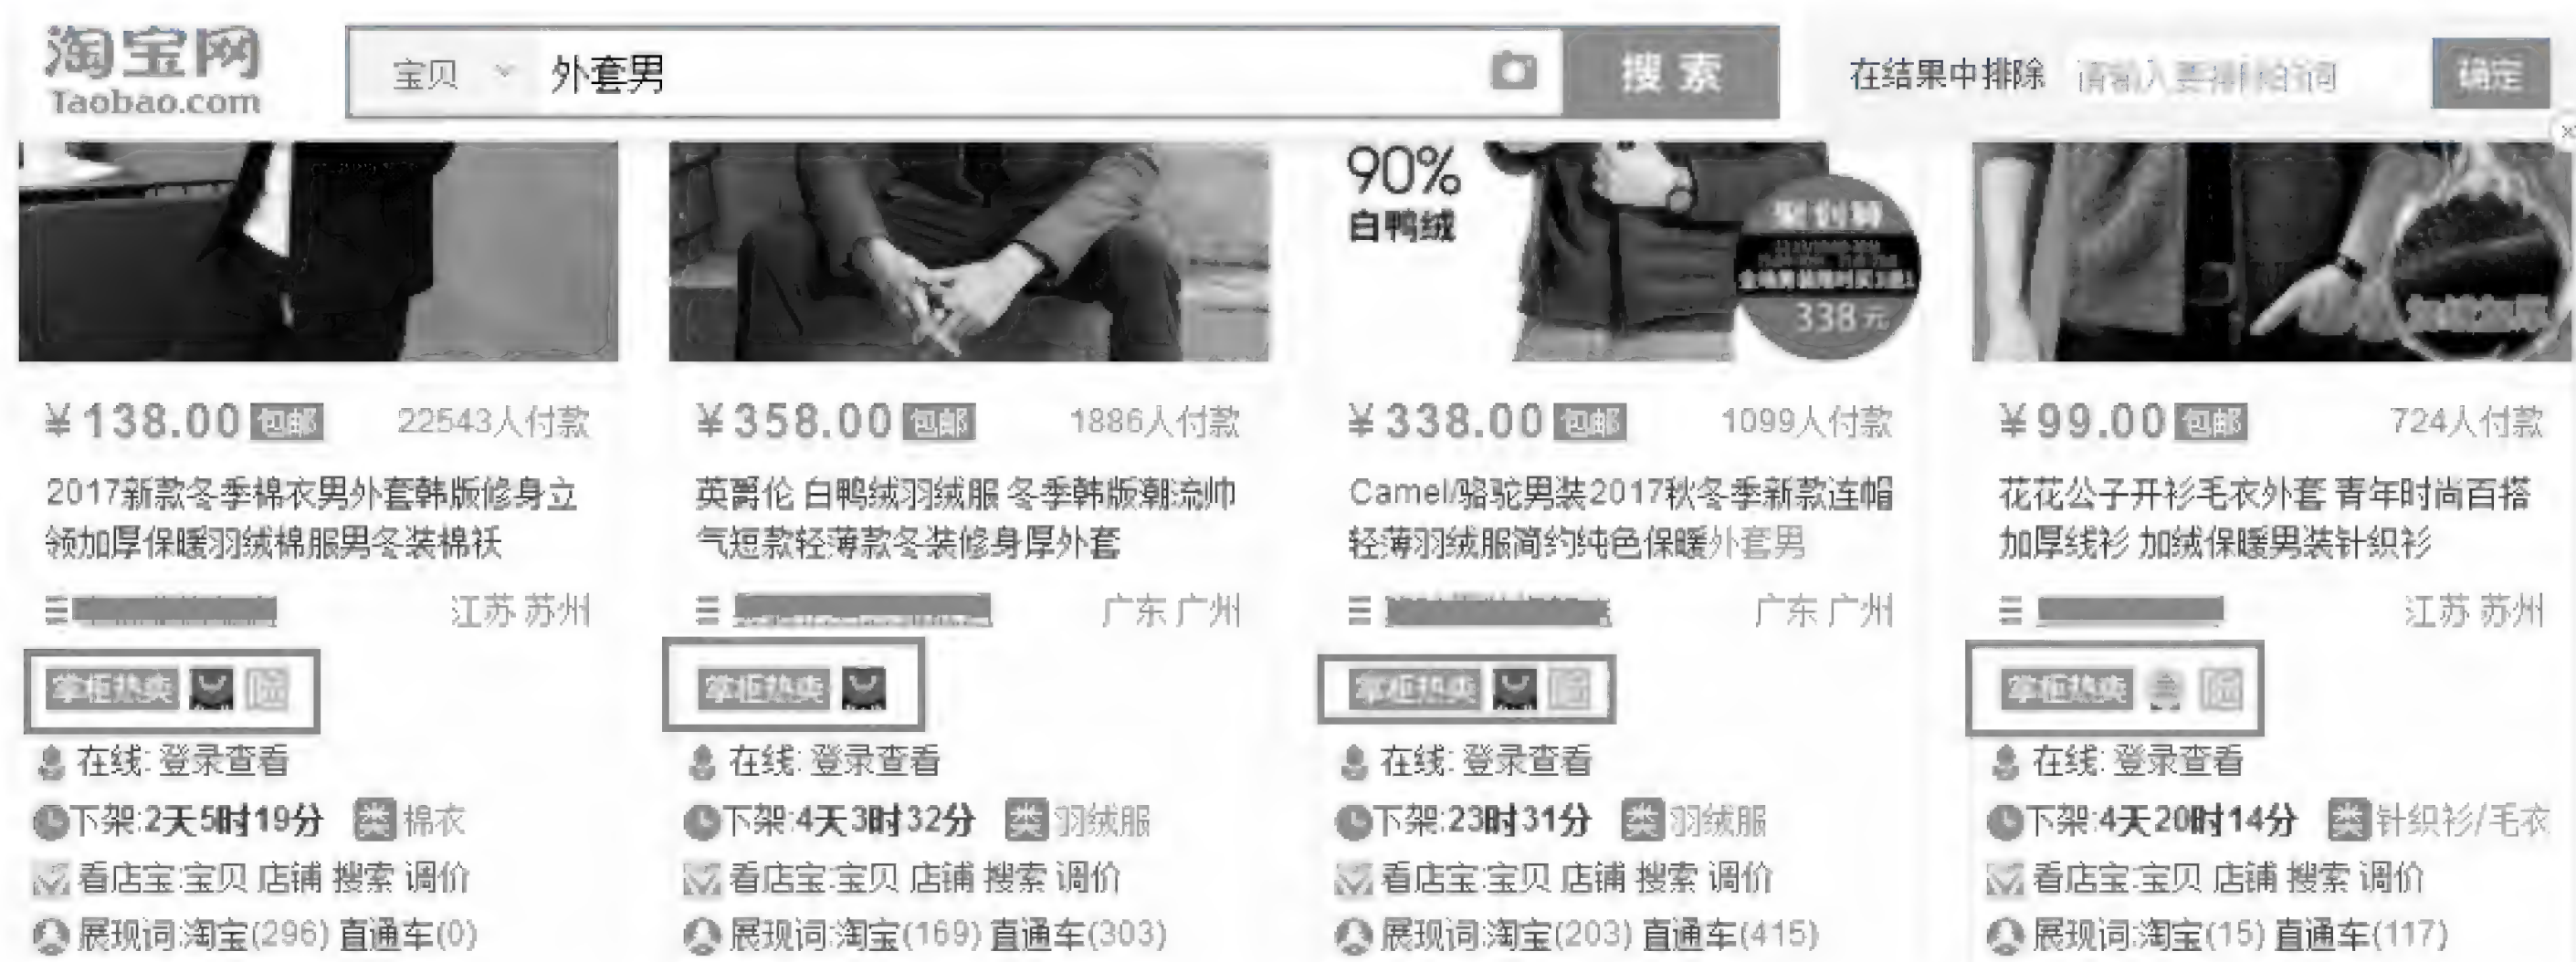 淘宝网
Taobao.com
宝贝 外套男 搜索 在结果中排除 确定
90%
白鸭绒
聚划算
338元
¥138.00 包邮 22543人付款
2017新款冬季棉衣男外套韩版修身立
领加厚保暖羽绒棉服男冬装棉袄
江苏 苏州
掌柜热卖
在线: 登录查看
下架:2天5时19分 类 棉衣
看店宝:宝贝 店铺 搜索 调价
展现词:淘宝(296) 直通车(0)
¥358.00 包邮 1886人付款
英爵伦 白鸭绒羽绒服 冬季韩版潮流帅
气短款轻薄款冬装修身厚外套
广东 广州
掌柜热卖
在线: 登录查看
下架:4天3时32分 类 羽绒服
看店宝:宝贝 店铺 搜索 调价
展现词:淘宝(169) 直通车(303)
¥338.00 包邮 1099人付款
Camel/骆驼男装2017秋冬季新款连帽
轻薄羽绒服简约纯色保暖外套男
广东 广州
掌柜热卖
在线: 登录查看
下架:23时31分 类 羽绒服
看店宝:宝贝 店铺 搜索 调价
展现词:淘宝(203) 直通车(415)
¥99.00 包邮 724人付款
花花公子开衫毛衣外套 青年时尚百搭
加厚线衫 加绒保暖男装针织衫
江苏 苏州
掌柜热卖
在线: 登录查看
下架:4天20时14分 类 针织衫/毛衣
看店宝:宝贝 店铺 搜索 调价
展现词:淘宝(15) 直通车(117)